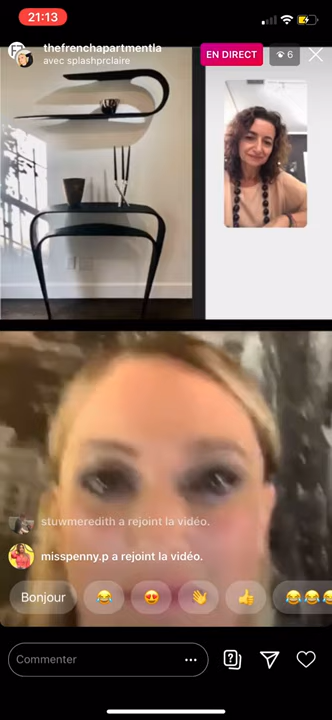 21:13
thefrenchapartmentla
avec splashprclaire
EN DIRECT
6
stuwmeredith a rejoint la vidéo.
misspenny.p a rejoint la vidéo.
Bonjour
Commenter